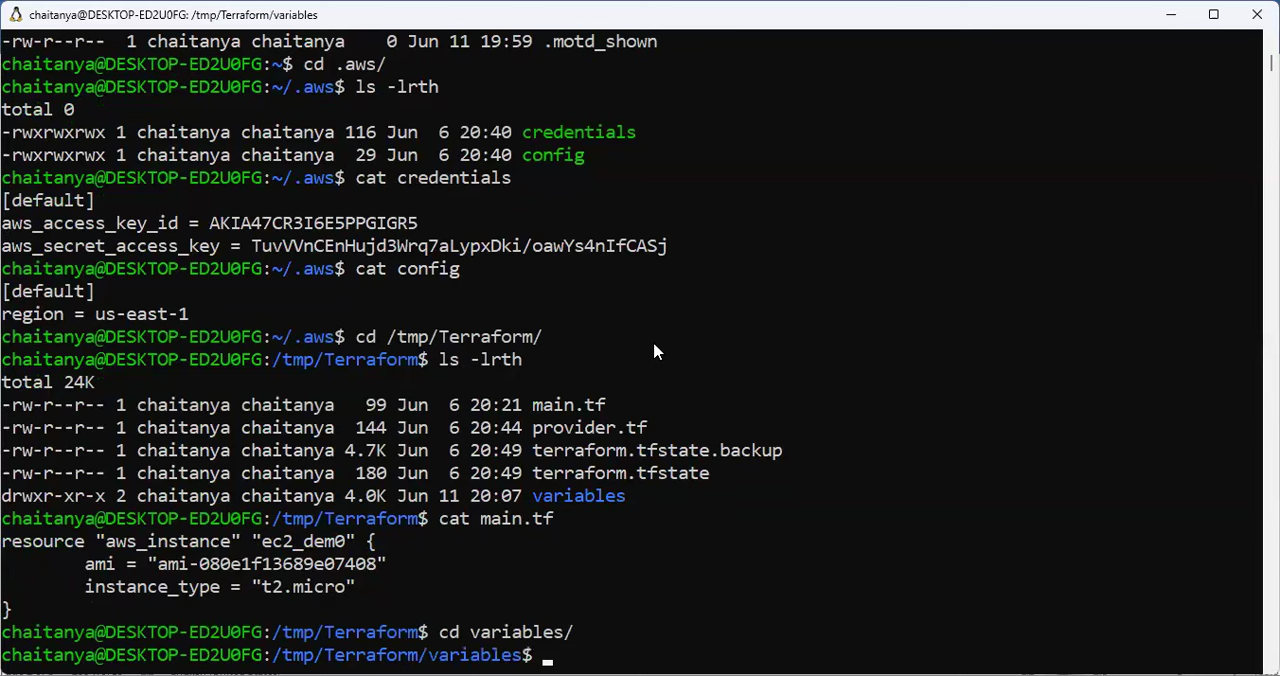 chaitanya@DESKTOP-ED2U0FG: /tmp/Terraform/variables
-rw-r--r-- 1 chaitanya chaitanya 0 Jun 11 19:59 .motd_shown
chaitanya@DESKTOP-ED2U0FG:~$ cd .aws/
chaitanya@DESKTOP-ED2U0FG:~/.aws$ ls -lrth
total 0
-rwxrwxrwx 1 chaitanya chaitanya 116 Jun 6 20:40 credentials
-rwxrwxrwx 1 chaitanya chaitanya 29 Jun 6 20:40 config
chaitanya@DESKTOP-ED2U0FG:~/.aws$ cat credentials
[default]
aws_access_key_id = AKIA47CR3I6E5PPGIGR5
aws_secret_access_key = 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
chaitanya@DESKTOP-ED2U0FG:~/.aws$ cat config
[default]
region = us-east-1
chaitanya@DESKTOP-ED2U0FG:~/.aws$ cd /tmp/Terraform/
chaitanya@DESKTOP-ED2U0FG:/tmp/Terraform$ ls -lrth
total 24K
-rw-r--r-- 1 chaitanya chaitanya 99 Jun 6 20:21 main.tf
-rw-r--r-- 1 chaitanya chaitanya 144 Jun 6 20:44 provider.tf
-rw-r--r-- 1 chaitanya chaitanya 4.7K Jun 6 20:49 terraform.tfstate.backup
-rw-r--r-- 1 chaitanya chaitanya 180 Jun 6 20:49 terraform.tfstate
drwxr-xr-x 2 chaitanya chaitanya 4.0K Jun 11 20:07 variables
chaitanya@DESKTOP-ED2U0FG:/tmp/Terraform$ cat main.tf
resource "aws_instance" "ec2_dem0" {
ami = "ami-080e1f13689e07408"
instance_type = "t2.micro"
}
chaitanya@DESKTOP-ED2U0FG:/tmp/Terraform$ cd variables/
chaitanya@DESKTOP-ED2U0FG:/tmp/Terraform/variables$